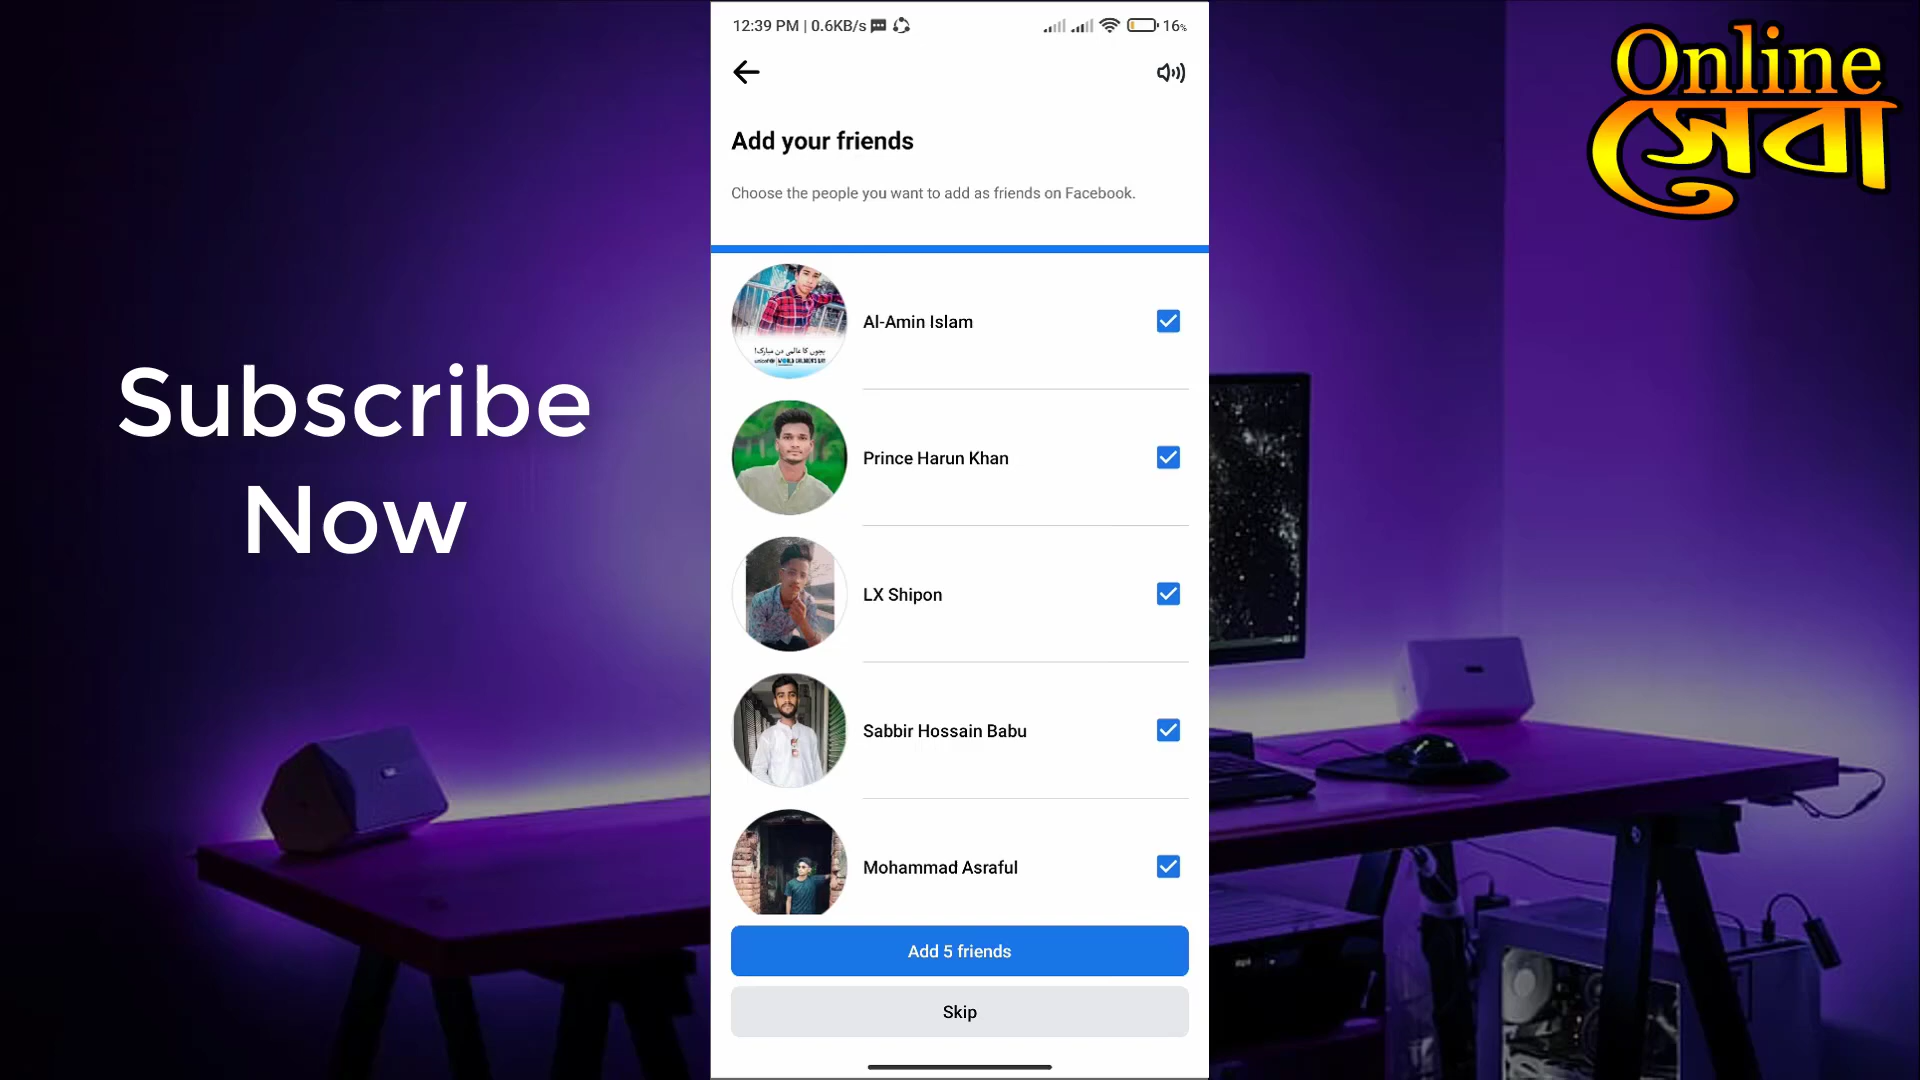 12:39 PM | 0.6KB/s
16%
Add your friends
Choose the people you want to add as friends on Facebook.
Al-Amin Islam
Prince Harun Khan
LX Shipon
Sabbir Hossain Babu
Mohammad Asraful
Add 5 friends
Skip
Subscribe
Now
Online
সেবা